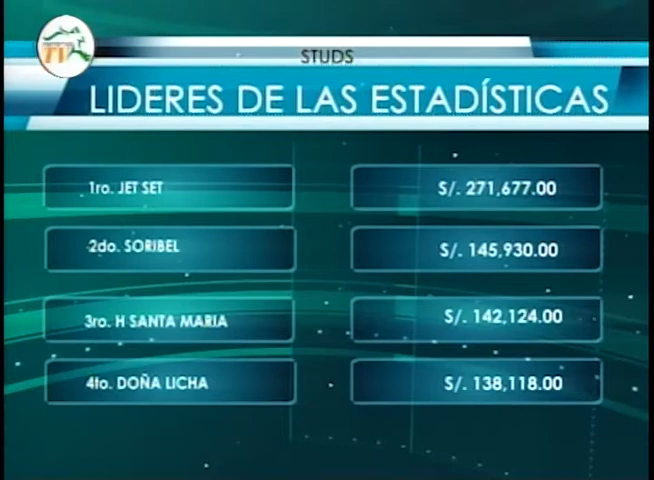 TV
STUDS
LIDERES DE LAS ESTADÍSTICAS
1ro. JET SET S/. 271,677.00
2do. SORIBEL S/. 145,930.00
3ro. H SANTA MARIA S/. 142,124.00
4to. DOÑA LICHA S/. 138,118.00